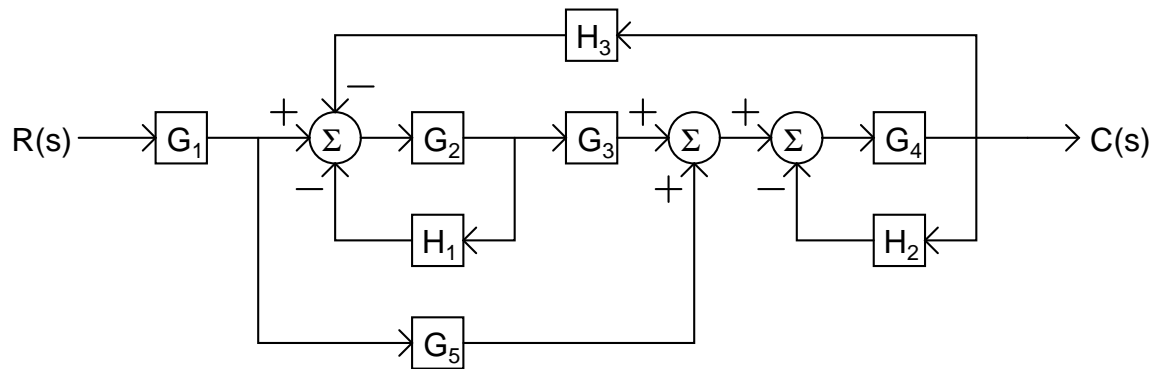 H₃
−
R(s) G₁ + Σ G₂ G₃ + Σ + Σ G₄ C(s)
− + −
H₁ H₂
G₅